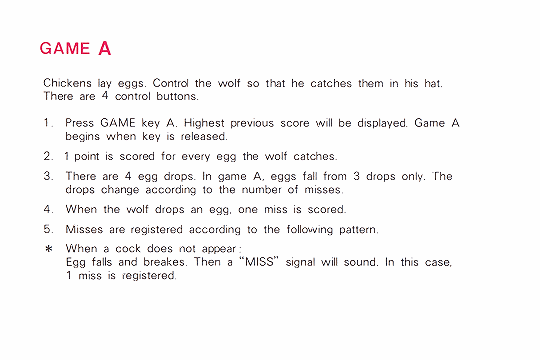 GAME A
Chickens lay eggs. Control the wolf so that he catches them in his hat.
There are 4 control buttons.
1. Press GAME key A. Highest previous score will be displayed. Game A
begins when key is released.
2. 1 point is scored for every egg the wolf catches.
3. There are 4 egg drops. In game A, eggs fall from 3 drops only. The
drops change according to the number of misses.
4. When the wolf drops an egg, one miss is scored.
5. Misses are registered according to the following pattern.
* When a cock does not appear;
Egg falls and breakes. Then a "MISS" signal will sound. In this case,
1 miss is registered.